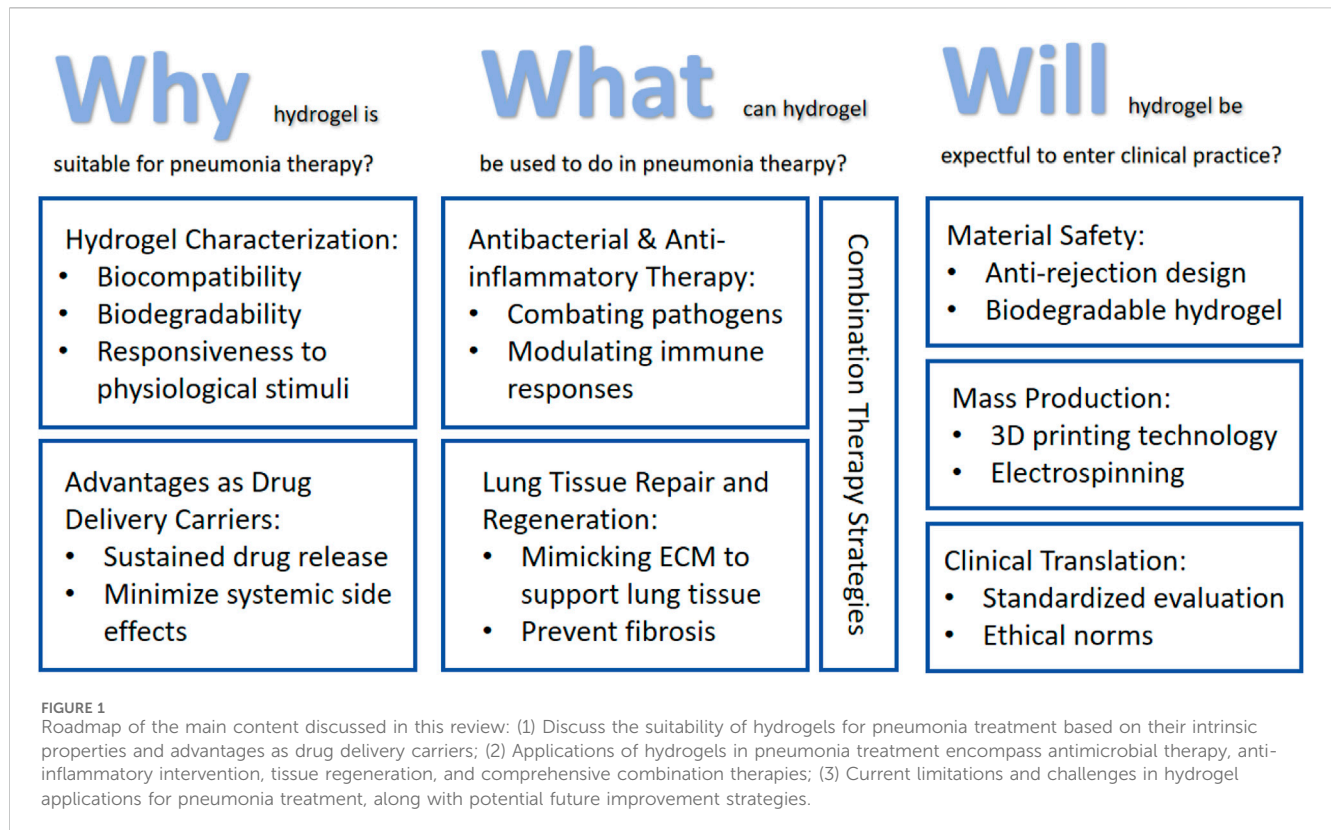 Why hydrogel is
suitable for pneumonia therapy?
Hydrogel Characterization:
• Biocompatibility
• Biodegradability
• Responsiveness to
physiological stimuli
Advantages as Drug
Delivery Carriers:
• Sustained drug release
• Minimize systemic side
effects
What can hydrogel
be used to do in pneumonia thearpy?
Antibacterial & Anti-
inflammatory Therapy:
• Combating pathogens
• Modulating immune
responses
Lung Tissue Repair and
Regeneration:
• Mimicking ECM to
support lung tissue
• Prevent fibrosis
Combination Therapy Strategies
Will hydrogel be
expectful to enter clinical practice?
Material Safety:
• Anti-rejection design
• Biodegradable hydrogel
Mass Production:
• 3D printing technology
• Electrospinning
Clinical Translation:
• Standardized evaluation
• Ethical norms
FIGURE 1
Roadmap of the main content discussed in this review: (1) Discuss the suitability of hydrogels for pneumonia treatment based on their intrinsic
properties and advantages as drug delivery carriers; (2) Applications of hydrogels in pneumonia treatment encompass antimicrobial therapy, anti-
inflammatory intervention, tissue regeneration, and comprehensive combination therapies; (3) Current limitations and challenges in hydrogel
applications for pneumonia treatment, along with potential future improvement strategies.